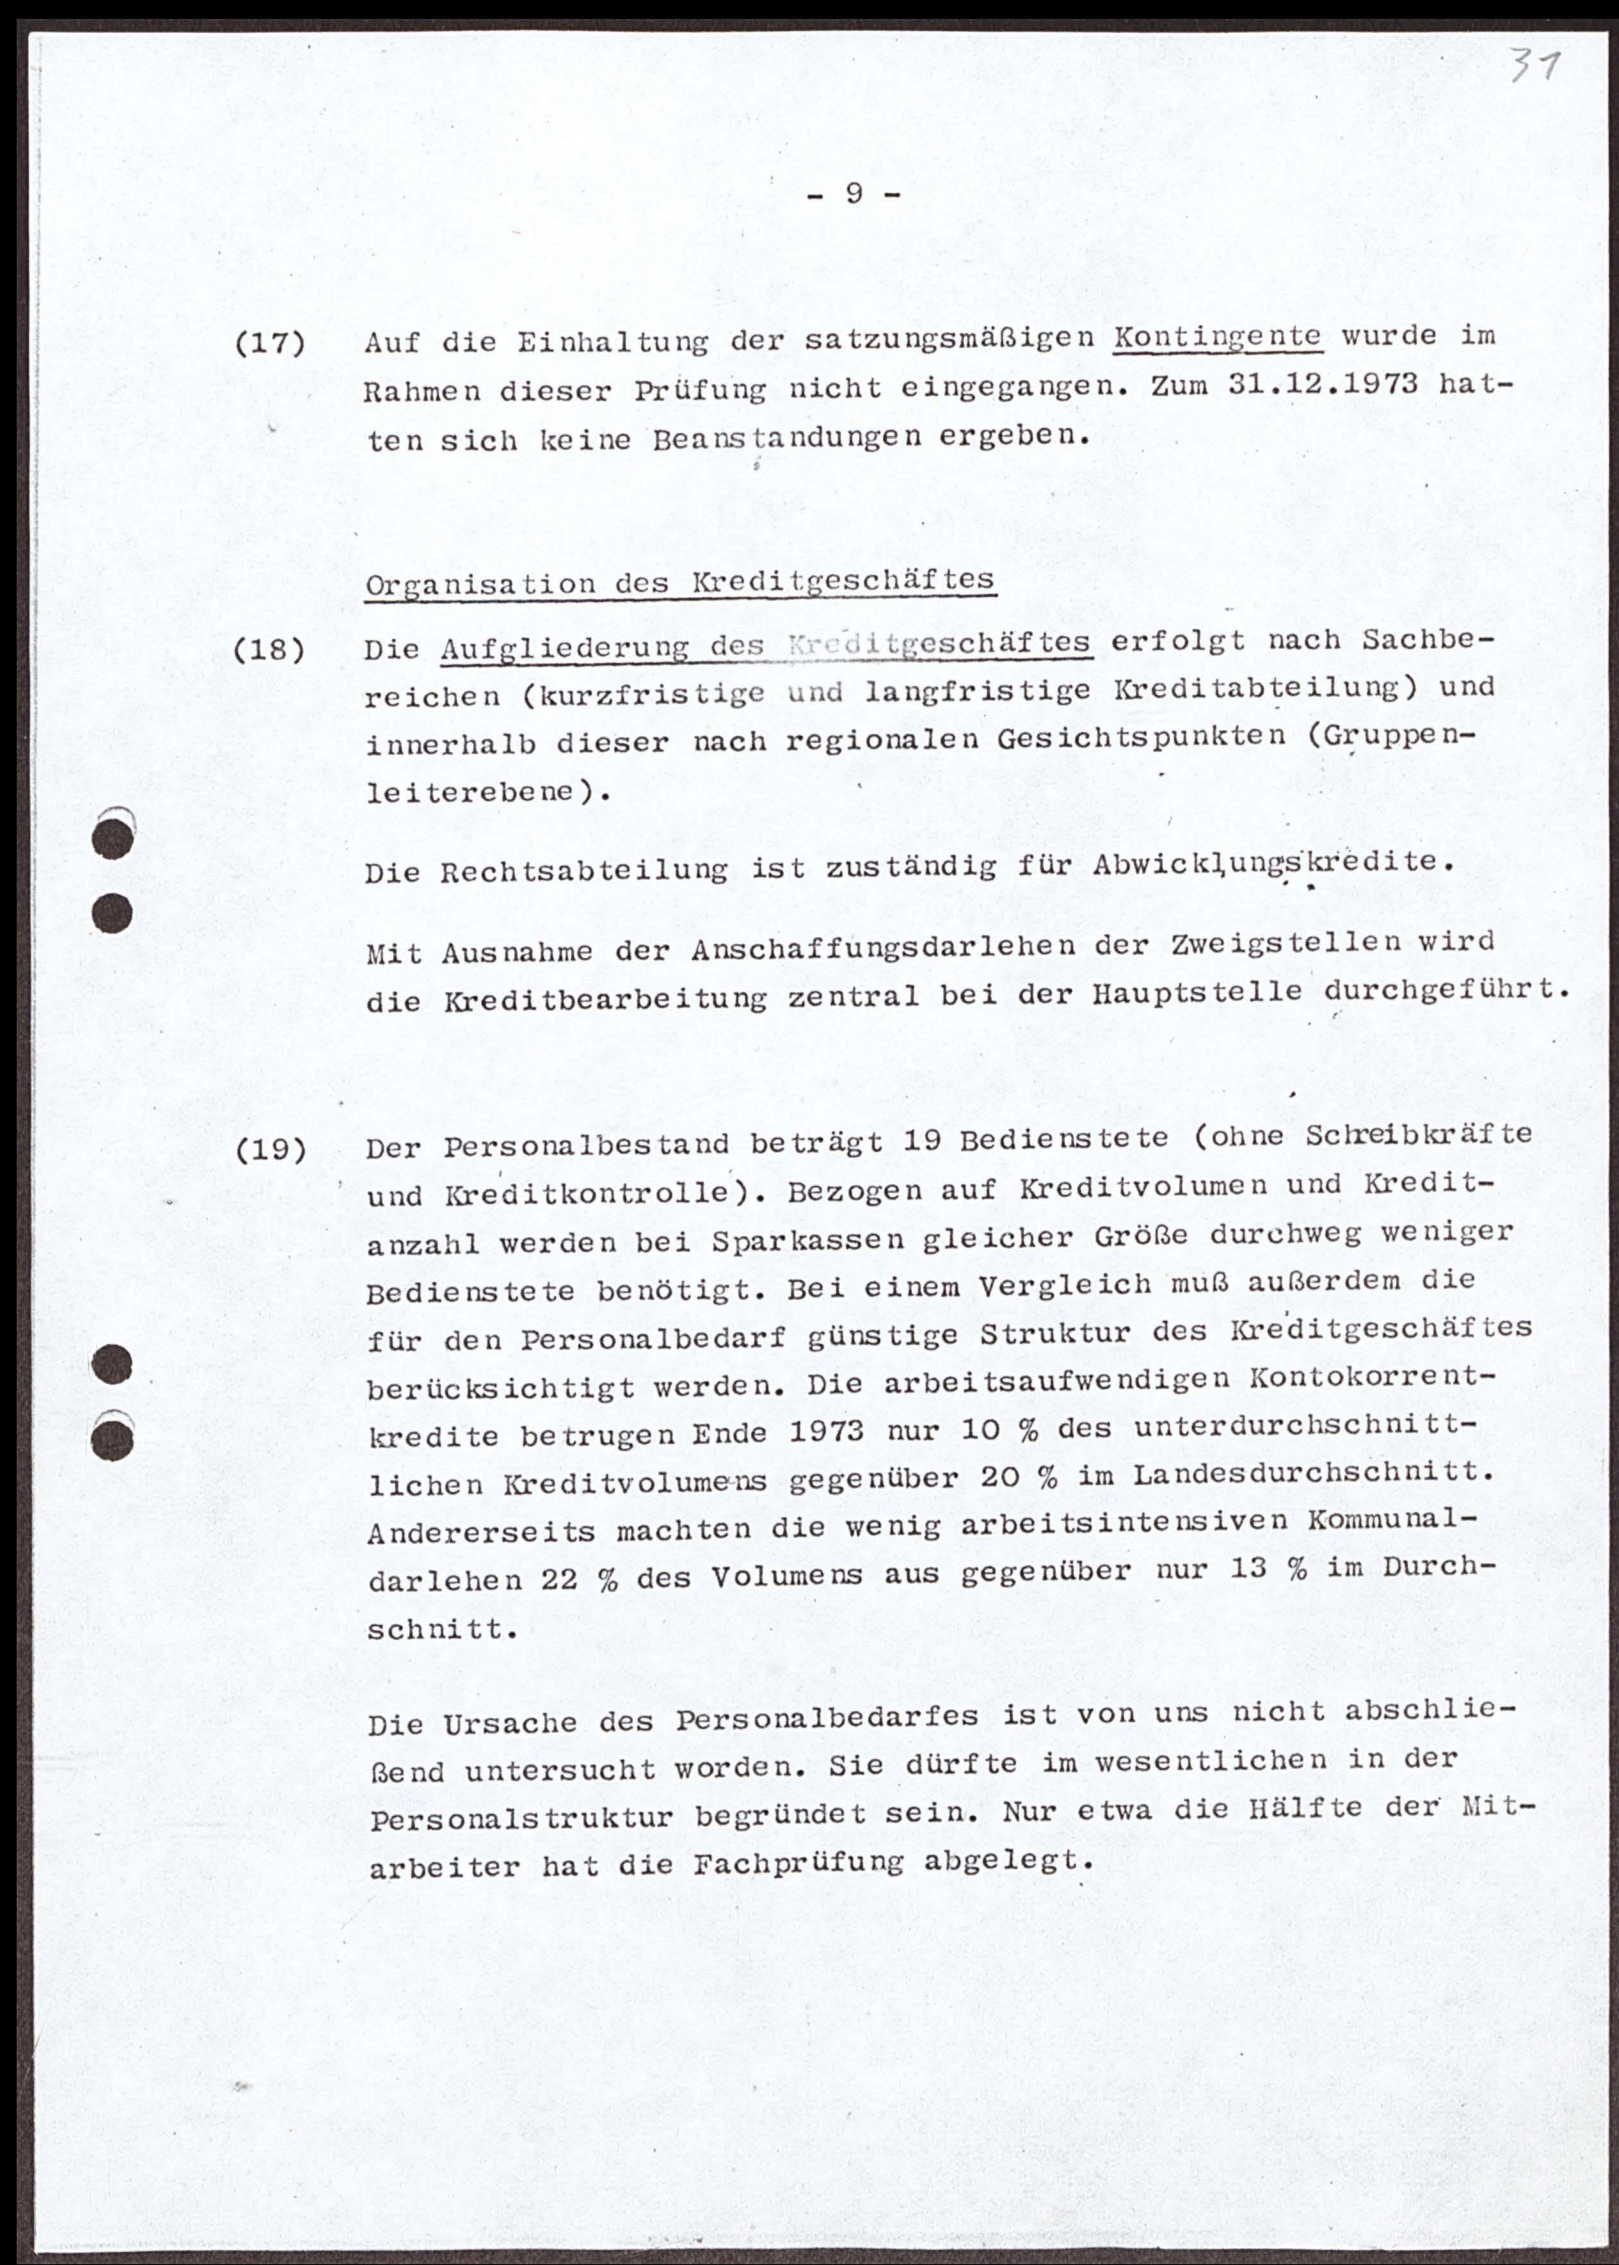 31
- 9 -
(17) Auf die Einhaltung der satzungsmäßigen Kontingente wurde im
Rahmen dieser Prüfung nicht eingegangen. Zum 31.12.1973 hat-
ten sich keine Beanstandungen ergeben.
Organisation des Kreditgeschäftes
(18) Die Aufgliederung des Kreditgeschäftes erfolgt nach Sachbe-
reichen (kurzfristige und langfristige Kreditabteilung) und
innerhalb dieser nach regionalen Gesichtspunkten (Gruppen-
leiterebene).
Die Rechtsabteilung ist zuständig für Abwicklungskredite.
Mit Ausnahme der Anschaffungsdarlehen der Zweigstellen wird
die Kreditbearbeitung zentral bei der Hauptstelle durchgeführt.
(19) Der Personalbestand beträgt 19 Bedienstete (ohne Schreibkräfte
und Kreditkontrolle). Bezogen auf Kreditvolumen und Kredit-
anzahl werden bei Sparkassen gleicher Größe durchweg weniger
Bedienstete benötigt. Bei einem Vergleich muß außerdem die
für den Personalbedarf günstige Struktur des Kreditgeschäftes
berücksichtigt werden. Die arbeitsaufwendigen Kontokorrent-
kredite betrugen Ende 1973 nur 10 % des unterdurchschnitt-
lichen Kreditvolumens gegenüber 20 % im Landesdurchschnitt.
Andererseits machten die wenig arbeitsintensiven Kommunal-
darlehen 22 % des Volumens aus gegenüber nur 13 % im Durch-
schnitt.
Die Ursache des Personalbedarfes ist von uns nicht abschlie-
ßend untersucht worden. Sie dürfte im wesentlichen in der
Personalstruktur begründet sein. Nur etwa die Hälfte der Mit-
arbeiter hat die Fachprüfung abgelegt.